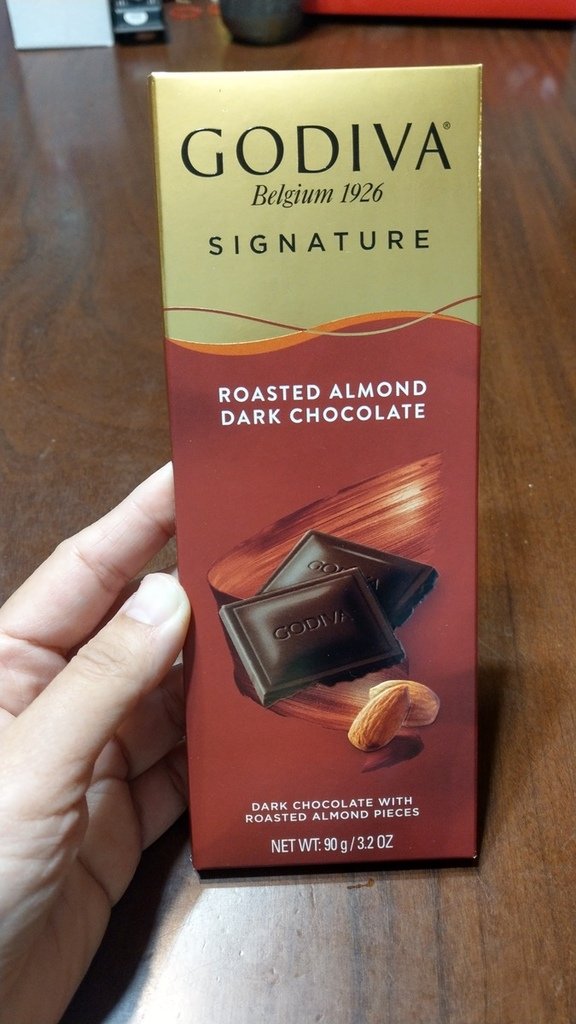 GODIVA®
Belgium 1926
SIGNATURE
ROASTED ALMOND
DARK CHOCOLATE
GODIVA
DARK CHOCOLATE WITH
ROASTED ALMOND PIECES
NET WT: 90 g / 3.2 OZ